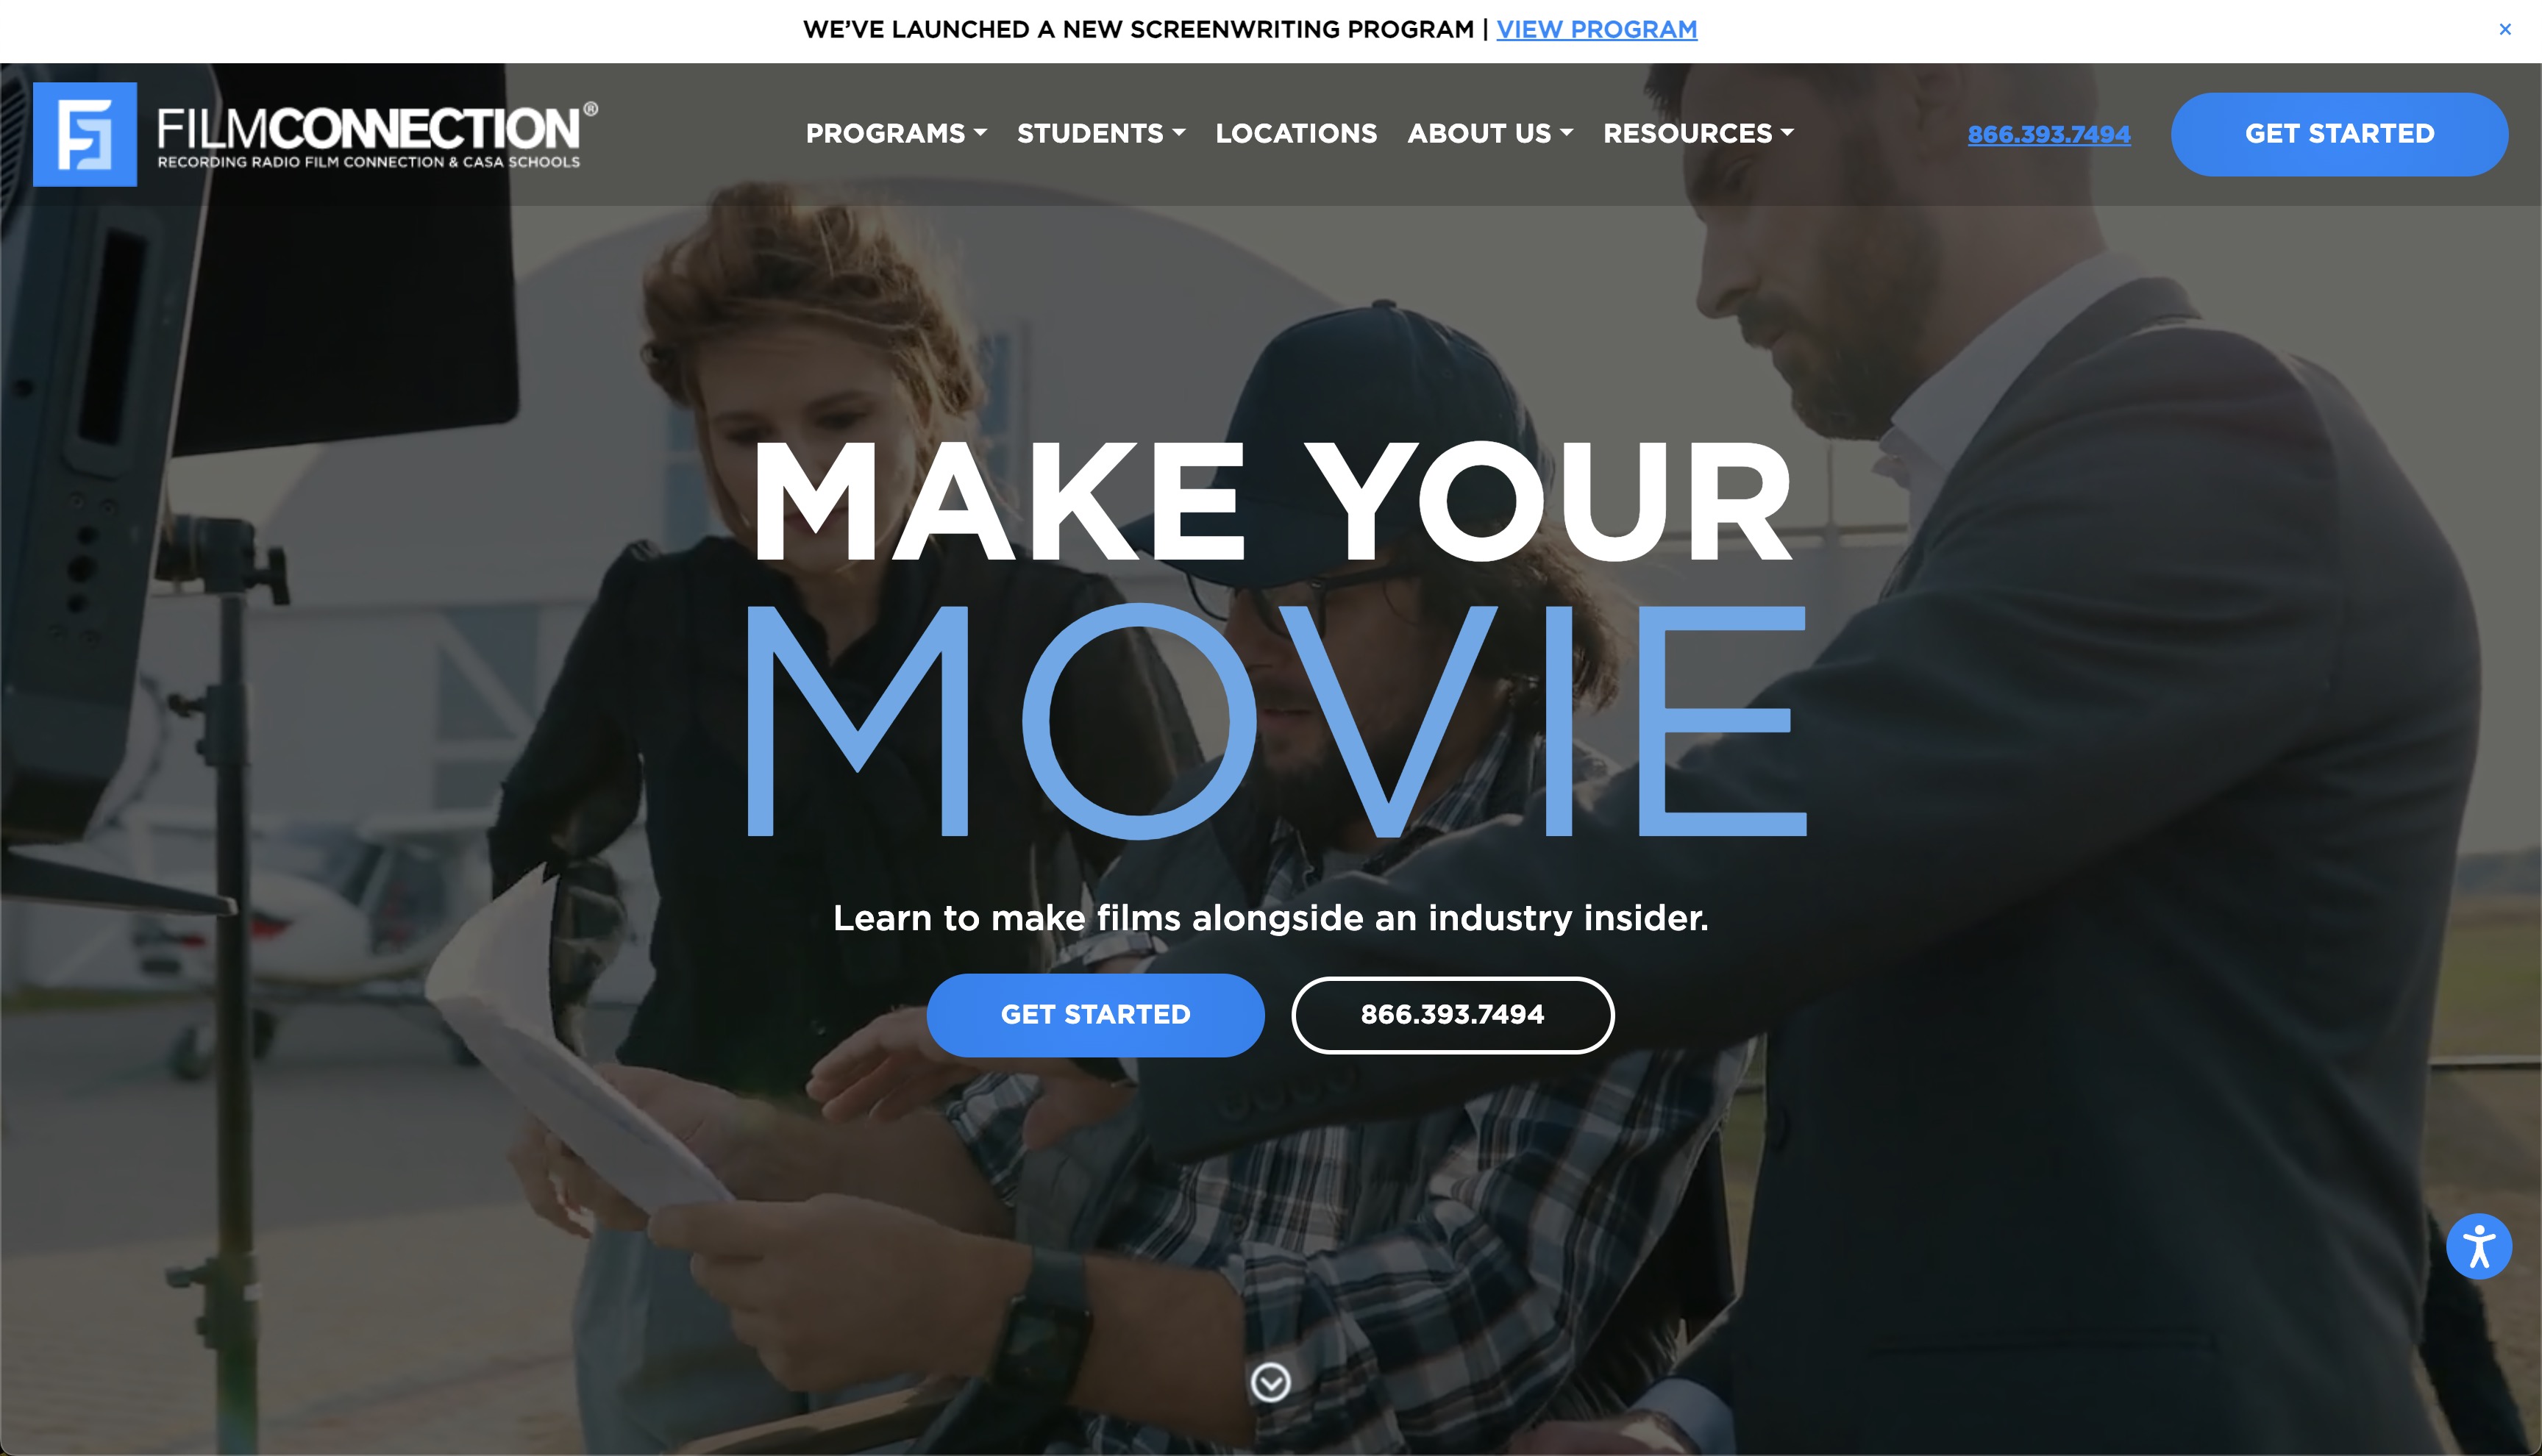 WE’VE LAUNCHED A NEW SCREENWRITING PROGRAM | VIEW PROGRAM ×
FILMCONNECTION®
RECORDING RADIO FILM CONNECTION & CASA SCHOOLS
PROGRAMS STUDENTS LOCATIONS ABOUT US RESOURCES 866.393.7494 GET STARTED
MAKE YOUR
MOVIE
Learn to make films alongside an industry insider.
GET STARTED 866.393.7494